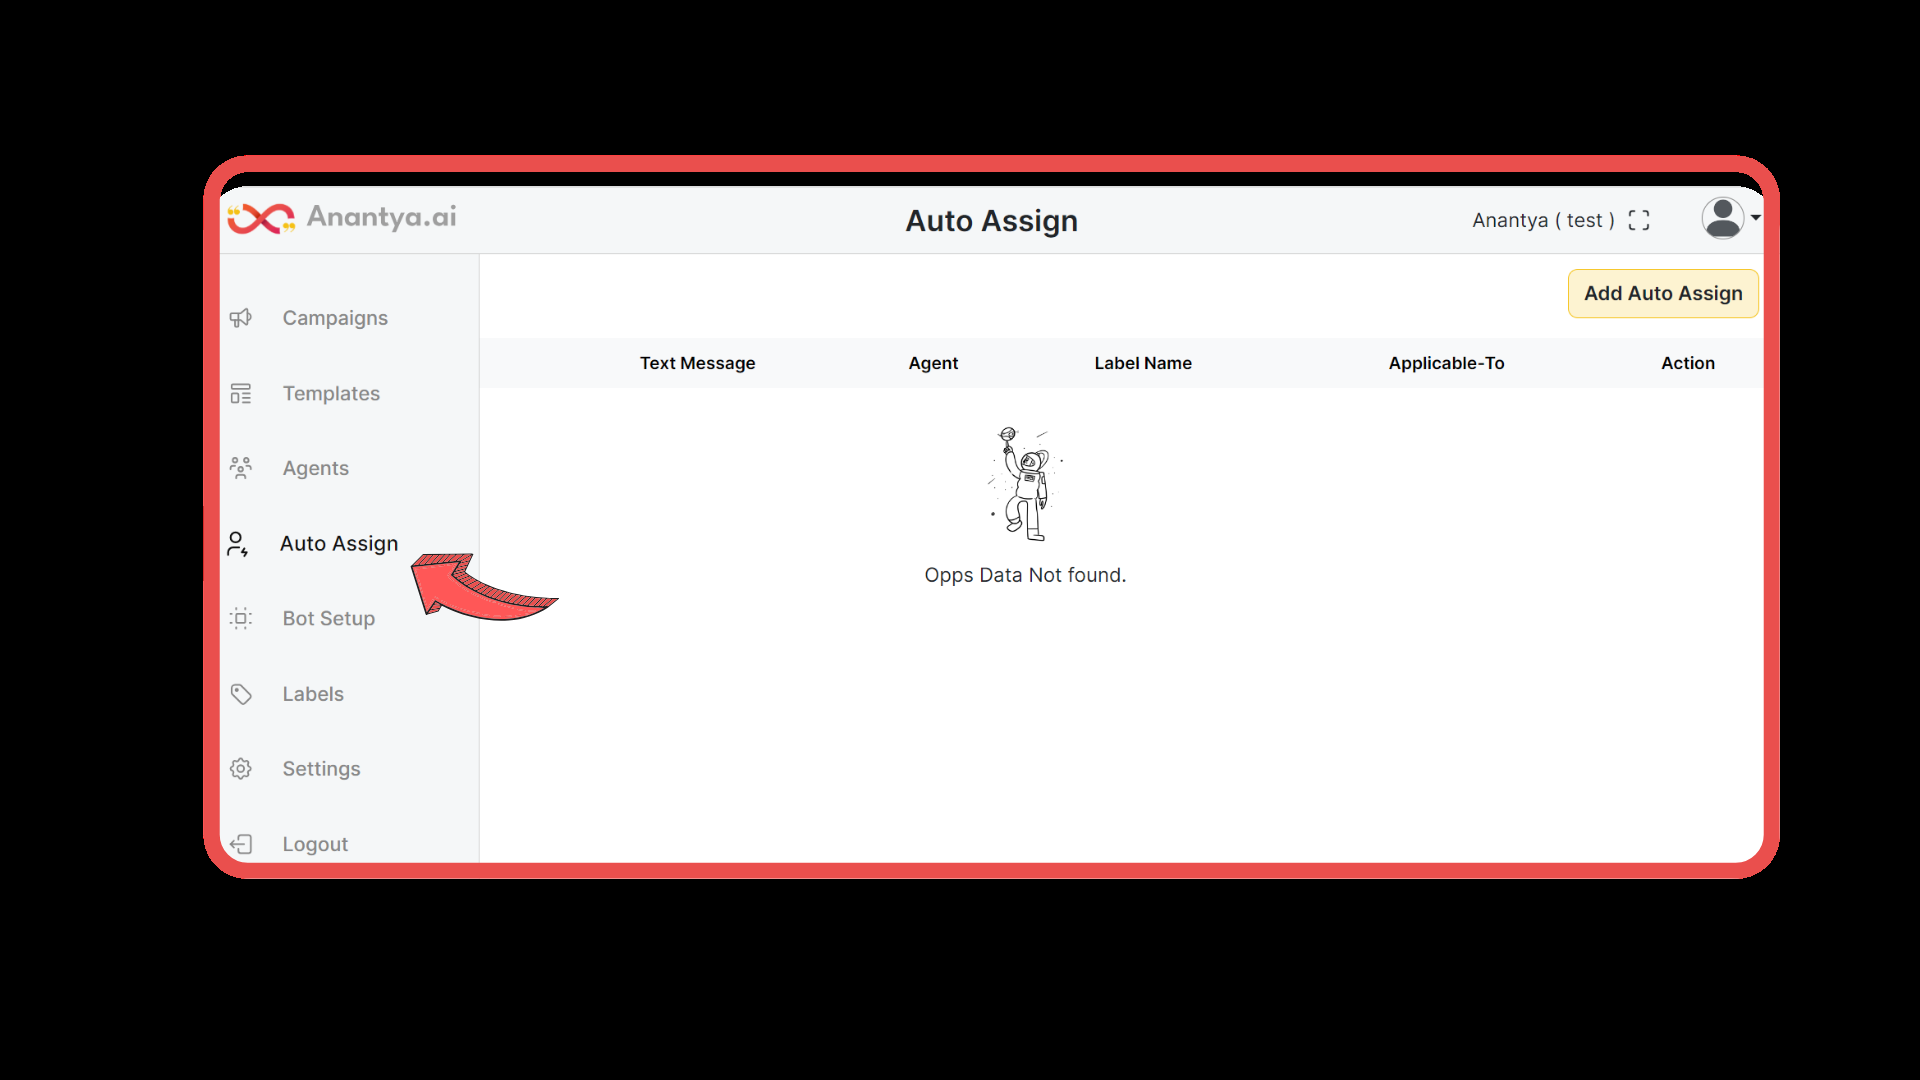 Anantya.ai
Auto Assign
Anantya ( test )
Add Auto Assign
Campaigns
Templates
Agents
Auto Assign
Bot Setup
Labels
Settings
Logout
Text Message Agent Label Name Applicable-To Action
Opps Data Not found.